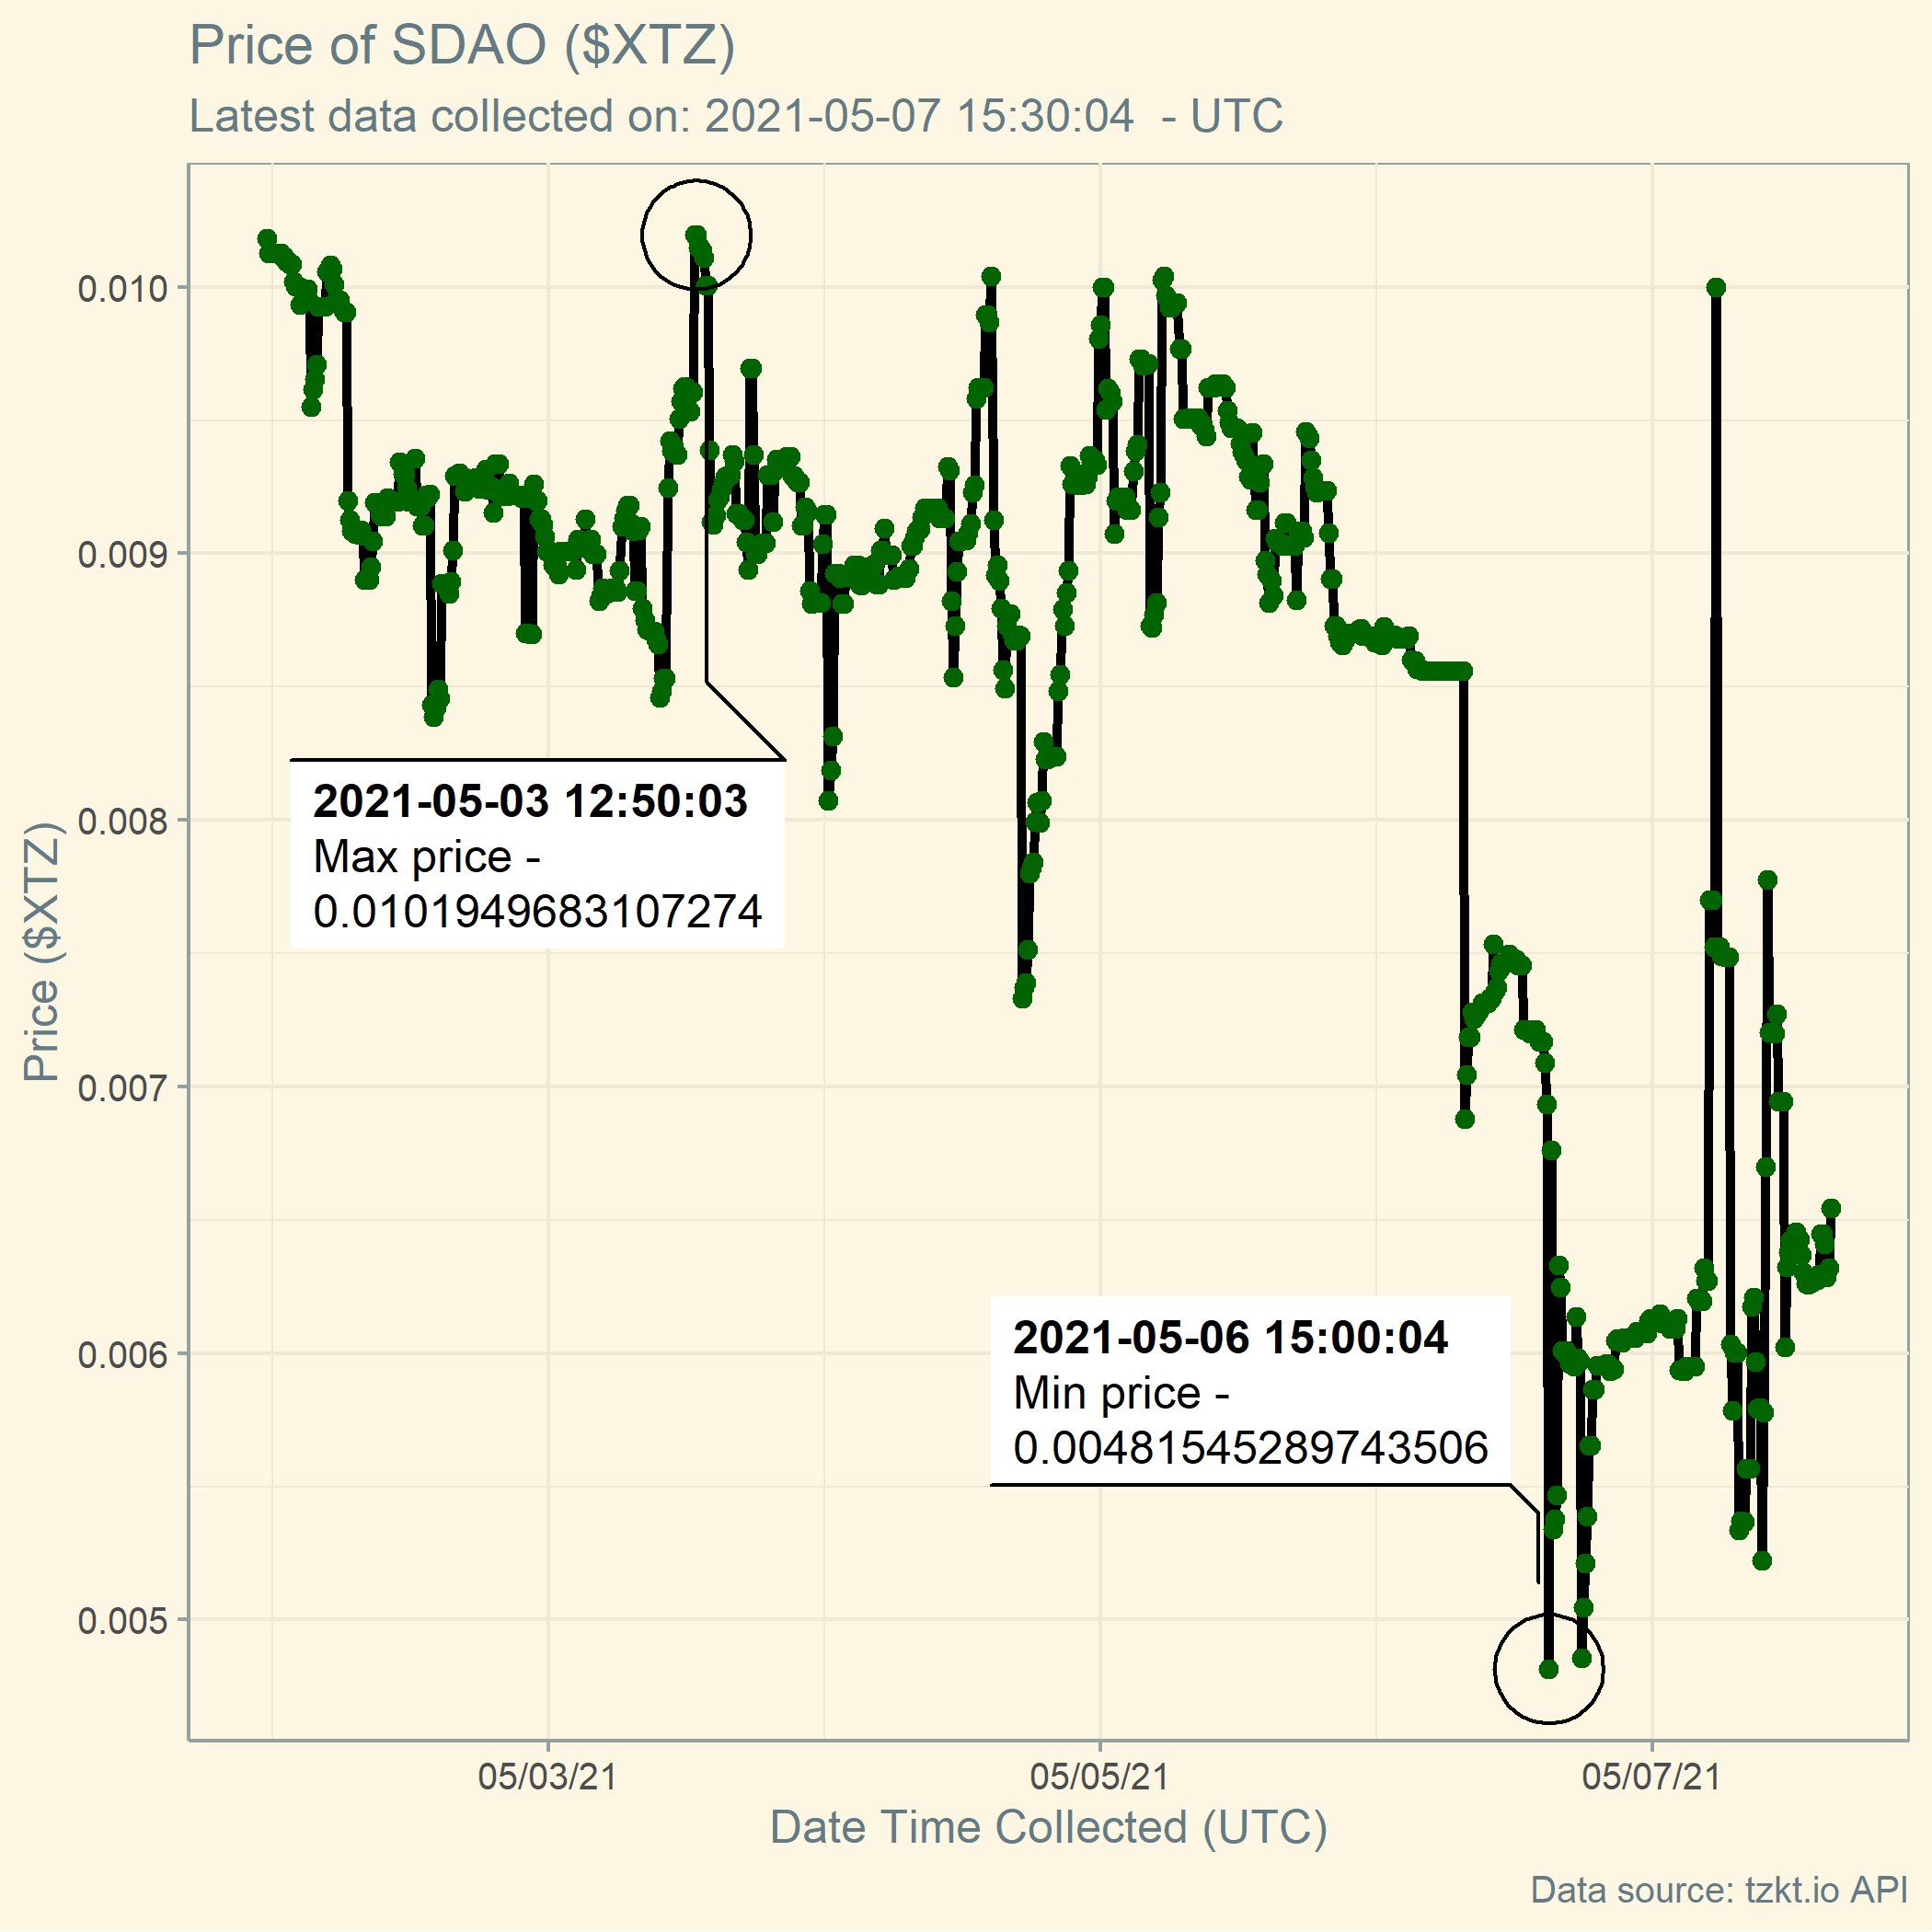 Price of SDAO ($XTZ)
Latest data collected on: 2021-05-07 15:30:04  - UTC
0.010
0.009
0.008
0.007
0.006
0.005
Price ($XTZ)
2021-05-03 12:50:03
Max price -
0.0101949683107274
2021-05-06 15:00:04
Min price -
0.00481545289743506
05/03/21
05/05/21
05/07/21
Date Time Collected (UTC)
Data source: tzkt.io API